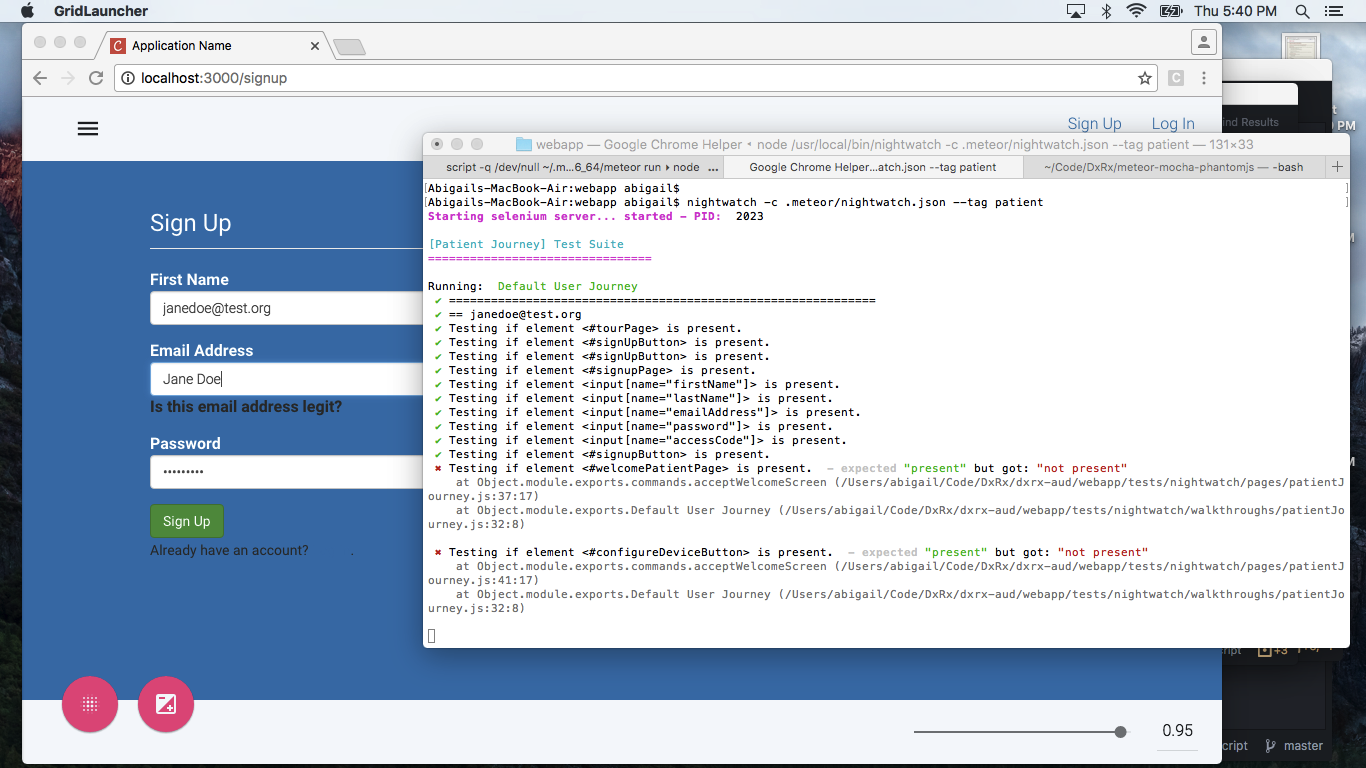 GridLauncher
Thu 5:40 PM
Application Name
localhost:3000/signup
Sign Up
Log In
Sign Up
First Name
janedoe@test.org
Email Address
Jane Doe
Is this email address legit?
Password
•••••••••
Sign Up
Already have an account?
.
0.95
webapp — Google Chrome Helper ◂ node /usr/local/bin/nightwatch -c .meteor/nightwatch.json --tag patient — 131×33
script -q /dev/null ~/.m...6_64/meteor run ▸ node ...
Google Chrome Helper...atch.json --tag patient
~/Code/DxRx/meteor-mocha-phantomjs — -bash
[Abigails-MacBook-Air:webapp abigail$ ]
[Abigails-MacBook-Air:webapp abigail$ nightwatch -c .meteor/nightwatch.json --tag patient ]
Starting selenium server... started - PID:  2023
[Patient Journey] Test Suite
================================
Running:  Default User Journey
✔ =============================================================
✔ == janedoe@test.org
✔ Testing if element <#tourPage> is present.
✔ Testing if element <#signUpButton> is present.
✔ Testing if element <#signUpButton> is present.
✔ Testing if element <#signupPage> is present.
✔ Testing if element <input[name="firstName"]> is present.
✔ Testing if element <input[name="lastName"]> is present.
✔ Testing if element <input[name="emailAddress"]> is present.
✔ Testing if element <input[name="password"]> is present.
✔ Testing if element <input[name="accessCode"]> is present.
✔ Testing if element <#signupButton> is present.
✖ Testing if element <#welcomePatientPage> is present.  - expected "present" but got: "not present"
at Object.module.exports.commands.acceptWelcomeScreen (/Users/abigail/Code/DxRx/dxrx-aud/webapp/tests/nightwatch/pages/patientJ
ourney.js:37:17)
at Object.module.exports.Default User Journey (/Users/abigail/Code/DxRx/dxrx-aud/webapp/tests/nightwatch/walkthroughs/patientJo
urney.js:32:8)
✖ Testing if element <#configureDeviceButton> is present.  - expected "present" but got: "not present"
at Object.module.exports.commands.acceptWelcomeScreen (/Users/abigail/Code/DxRx/dxrx-aud/webapp/tests/nightwatch/pages/patientJ
ourney.js:41:17)
at Object.module.exports.Default User Journey (/Users/abigail/Code/DxRx/dxrx-aud/webapp/tests/nightwatch/walkthroughs/patientJo
urney.js:32:8)
ind Results
PM
+3
cript
master